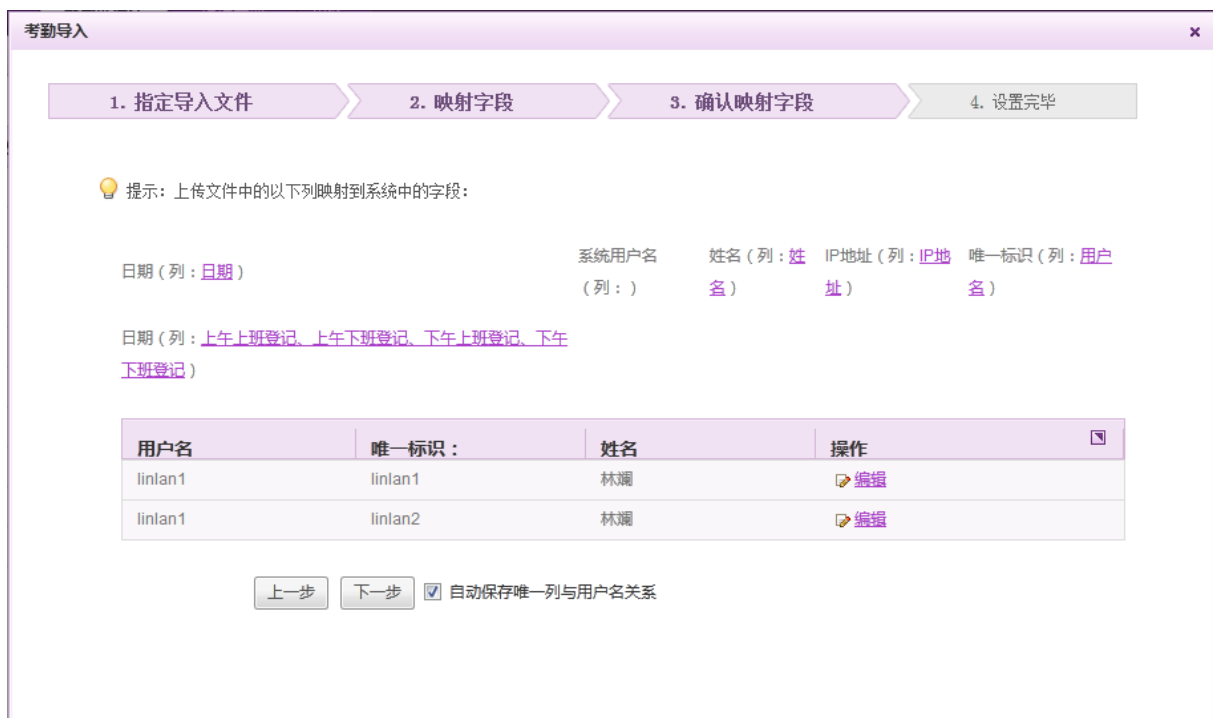 考勤导入
1. 指定导入文件
2. 映射字段
3. 确认映射字段
4. 设置完毕
提示：上传文件中的以下列映射到系统中的字段：
日期（列：日期）
系统用户名
（列：）
姓名（列：姓
名）
IP地址（列：IP地
址）
唯一标识（列：用户
名）
日期（列：上午上班登记、上午下班登记、下午上班登记、下午
下班登记）
用户名 唯一标识： 姓名 操作
linlan1 linlan1 林斓 编辑
linlan1 linlan2 林斓 编辑
上一步 下一步 自动保存唯一列与用户名关系